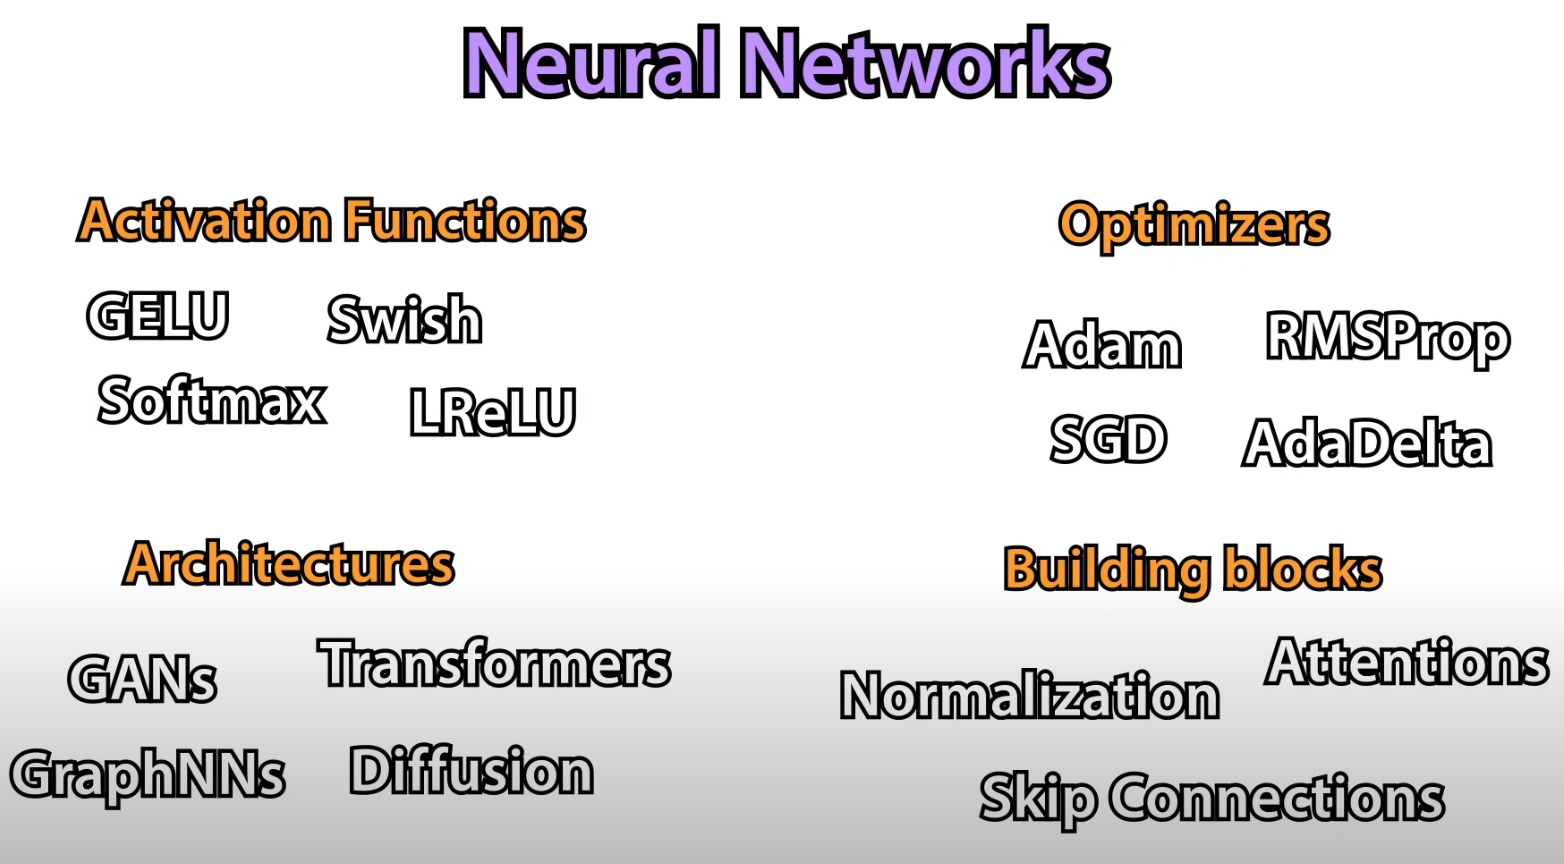 Neural Networks
Activation Functions
GELU Swish
Softmax LReLU
Optimizers
Adam RMSProp
SGD AdaDelta
Architectures
GANs Transformers
GraphNNs Diffusion
Building blocks
Normalization Attentions
Skip Connections